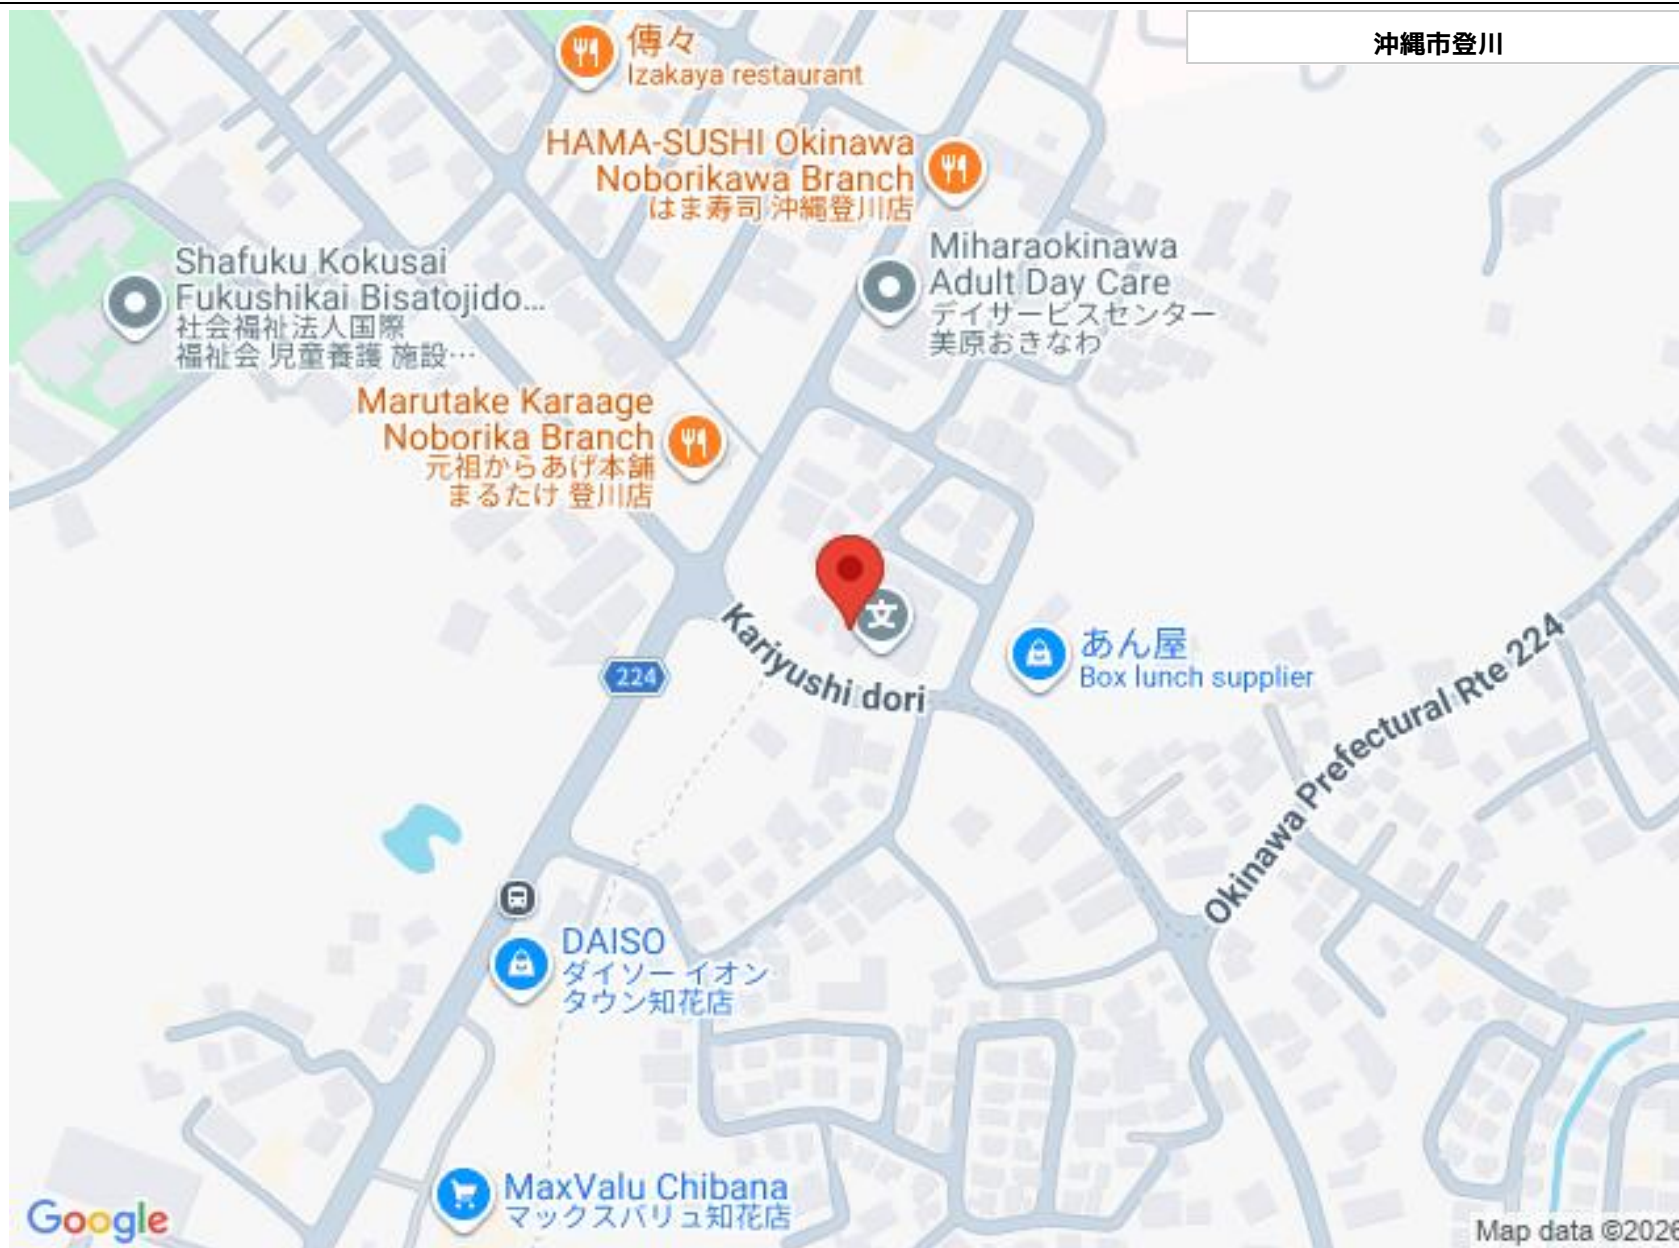 沖縄市登川
傳々
Izakaya restaurant
HAMA-SUSHI Okinawa
Noborikawa Branch
はま寿司 沖縄登川店
Miharaokinawa
Adult Day Care
デイサービスセンター
美原おきなわ
Shafuku Kokusai
Fukushikai Bisatojido...
社会福祉法人国際
福祉会 児童養護 施設…
Marutake Karaage
Noborika Branch
元祖からあげ本舗
まるたけ 登川店
文
Kariyushi dori
224
あん屋
Box lunch supplier
Okinawa Prefectural Rte 224
DAISO
ダイソー イオン
タウン知花店
MaxValu Chibana
マックスバリュ知花店
Google
Map data ©2026